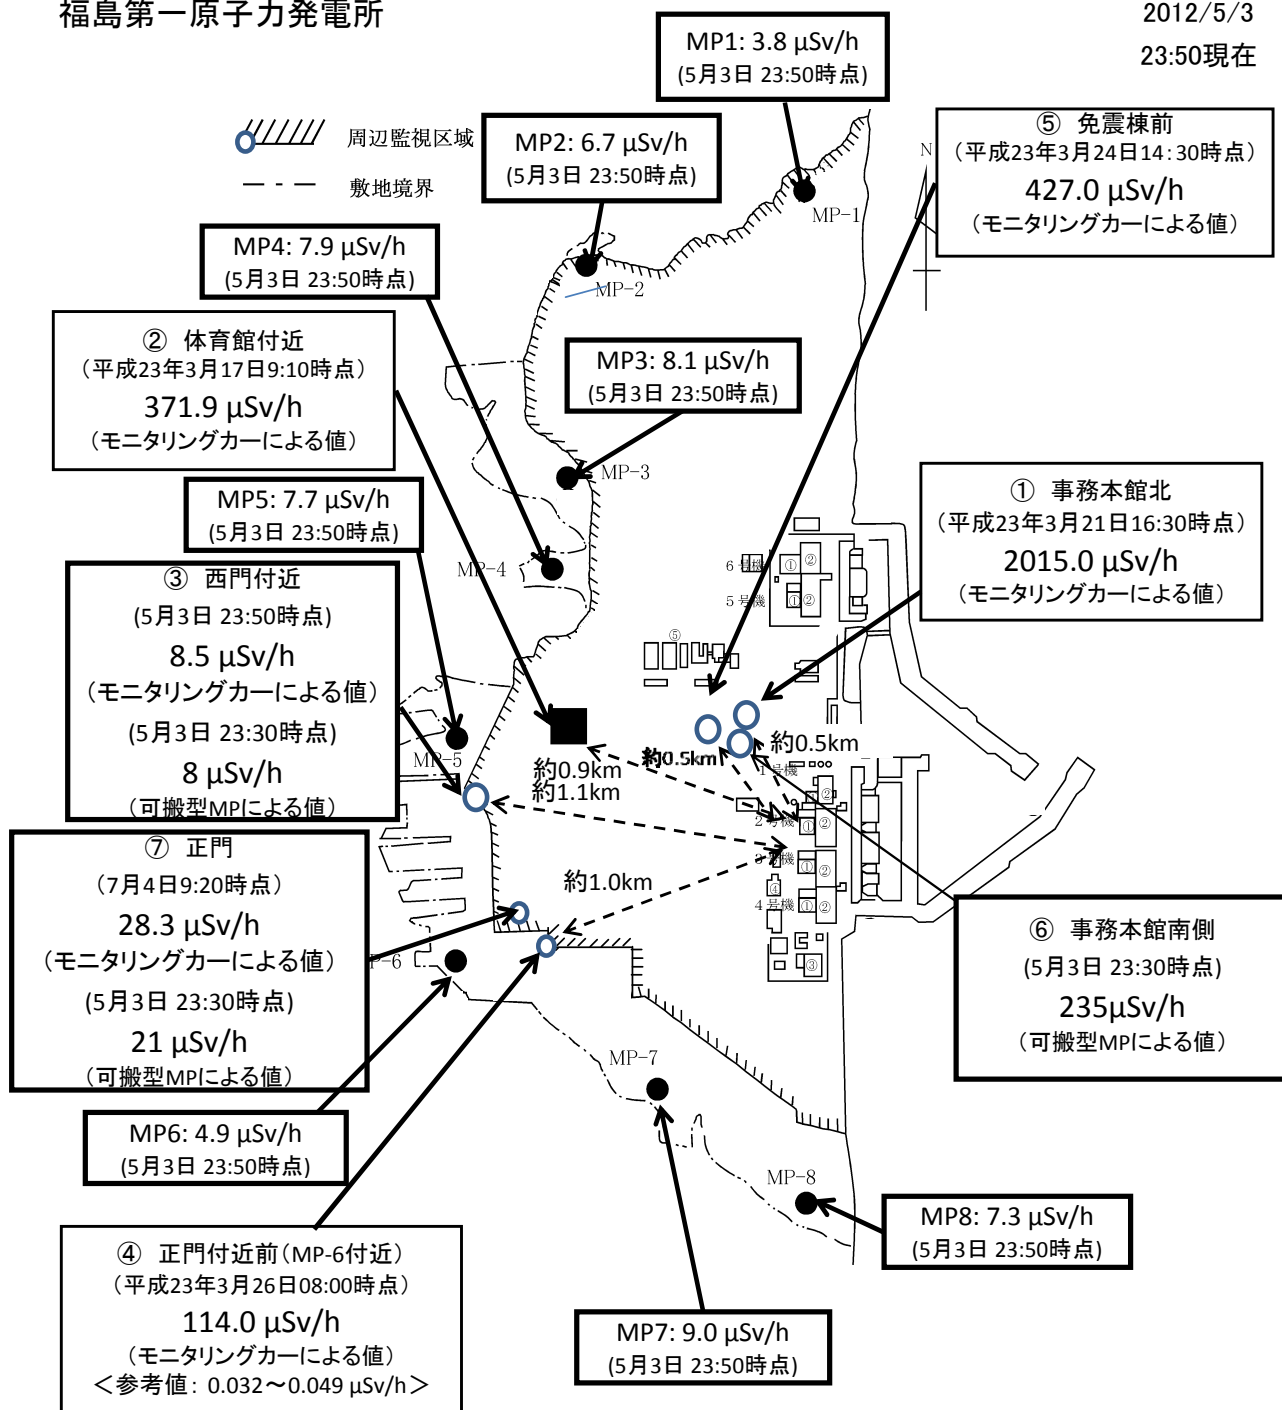 福島第一原子力発電所
2012/5/3
23:50現在
周辺監視区域
敷地境界
MP1: 3.8 μSv/h
(5月3日 23:50時点)
MP2: 6.7 μSv/h
(5月3日 23:50時点)
⑤ 免震棟前
(平成23年3月24日14:30時点)
427.0 μSv/h
(モニタリングカーによる値)
N
MP-1
MP4: 7.9 μSv/h
(5月3日 23:50時点)
MP-2
② 体育館付近
(平成23年3月17日9:10時点)
371.9 μSv/h
(モニタリングカーによる値)
MP3: 8.1 μSv/h
(5月3日 23:50時点)
MP-3
MP5: 7.7 μSv/h
(5月3日 23:50時点)
① 事務本館北
(平成23年3月21日16:30時点)
2015.0 μSv/h
(モニタリングカーによる値)
MP-4
③ 西門付近
(5月3日 23:50時点)
8.5 μSv/h
(モニタリングカーによる値)
(5月3日 23:30時点)
8 μSv/h
(可搬型MPによる値)
6号機
① ②
5号機
① ②
⑤
MP-5
約0.9km
約1.1km
約0.5km
約0.5km
1号機
②
2号機
① ②
3号機
① ②
④
4号機
① ②
③
約1.0km
⑦ 正門
(7月4日9:20時点)
28.3 μSv/h
(モニタリングカーによる値)
(5月3日 23:30時点)
21 μSv/h
(可搬型MPによる値)
P-6
⑥ 事務本館南側
(5月3日 23:30時点)
235μSv/h
(可搬型MPによる値)
MP-7
MP6: 4.9 μSv/h
(5月3日 23:50時点)
MP-8
MP8: 7.3 μSv/h
(5月3日 23:50時点)
④ 正門付近前(MP-6付近)
(平成23年3月26日08:00時点)
114.0 μSv/h
(モニタリングカーによる値)
<参考値: 0.032~0.049 μSv/h>
MP7: 9.0 μSv/h
(5月3日 23:50時点)